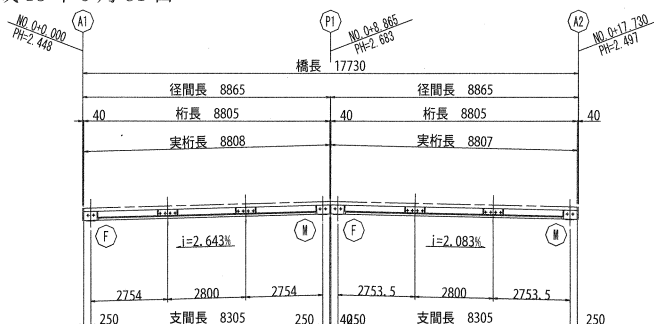 A1
P1
A2
NO.0+0.000
PH=2.448
NO.0+8.865
PH=2.683
NO.0+17.730
PH=2.497
橋長 17730
径間長 8865
径間長 8865
40
桁長 8805
40
桁長 8805
40
実桁長 8808
実桁長 8807
F
i=2.643%
M
F
i=2.083%
M
2754
2800
2754
2753.5
2800
2753.5
250
支間長 8305
250
250
支間長 8305
250